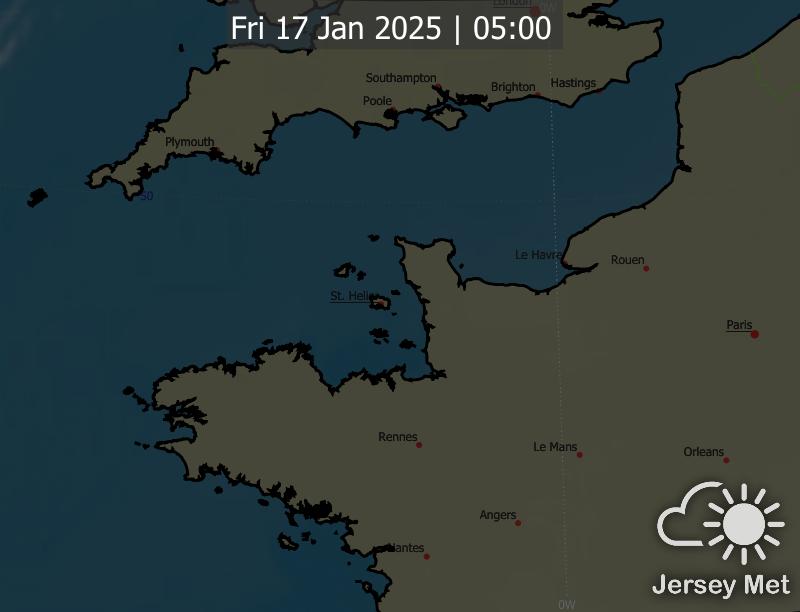 London
0W
Fri 17 Jan 2025 | 05:00
Southampton
Brighton
Hastings
Poole
Plymouth
50
Le Havre
Rouen
St. Helier
Paris
Rennes
Le Mans
Orleans
Angers
Nantes
Jersey Met
0W